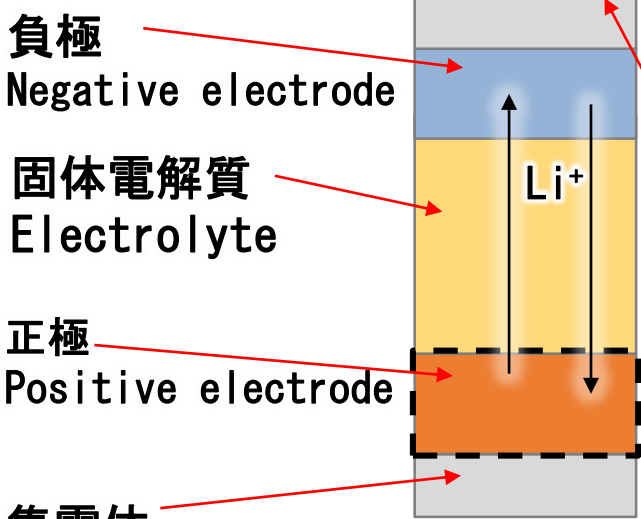 負極
Negative electrode
Li⁺
固体電解質
Electrolyte
正極
Positive electrode